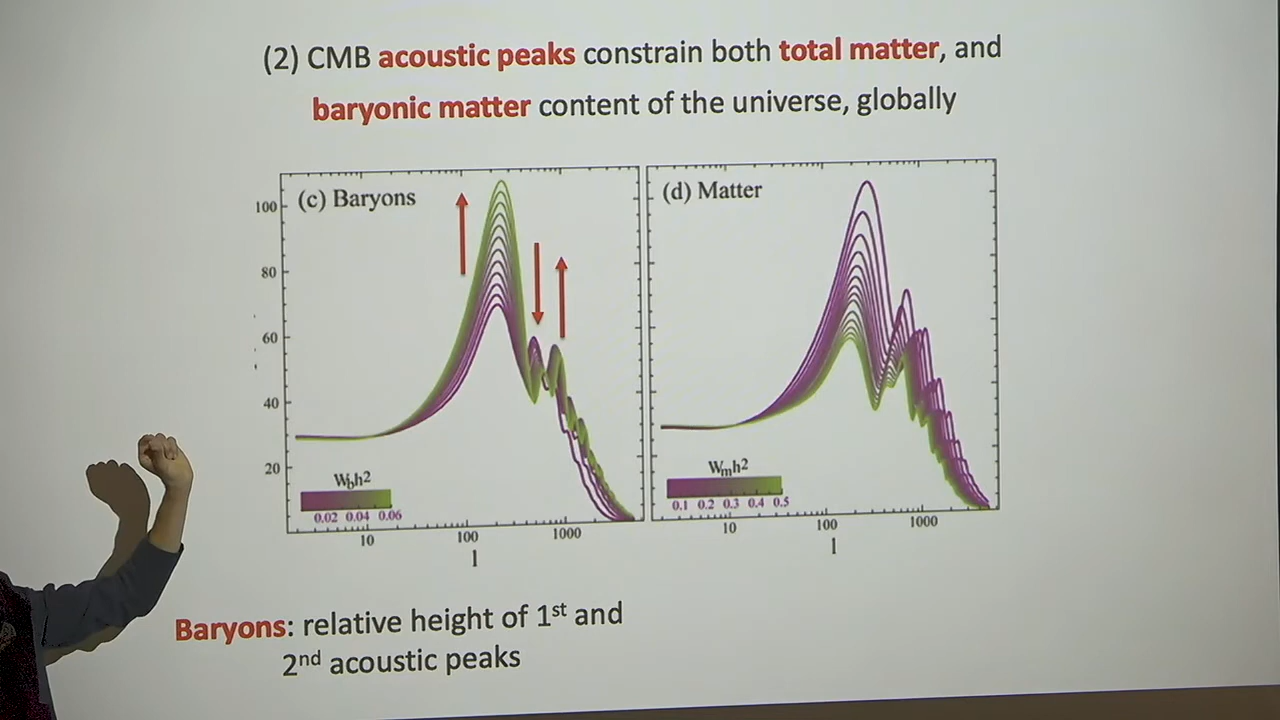 (2) CMB acoustic peaks constrain both total matter, and
baryonic matter content of the universe, globally
(c) Baryons
100
80
60
40
20
Wbh2
0.02 0.04 0.06
10
100
1000
l
(d) Matter
Wmh2
0.1 0.2 0.3 0.4 0.5
10
100
1000
l
Baryons: relative height of 1st and
2nd acoustic peaks